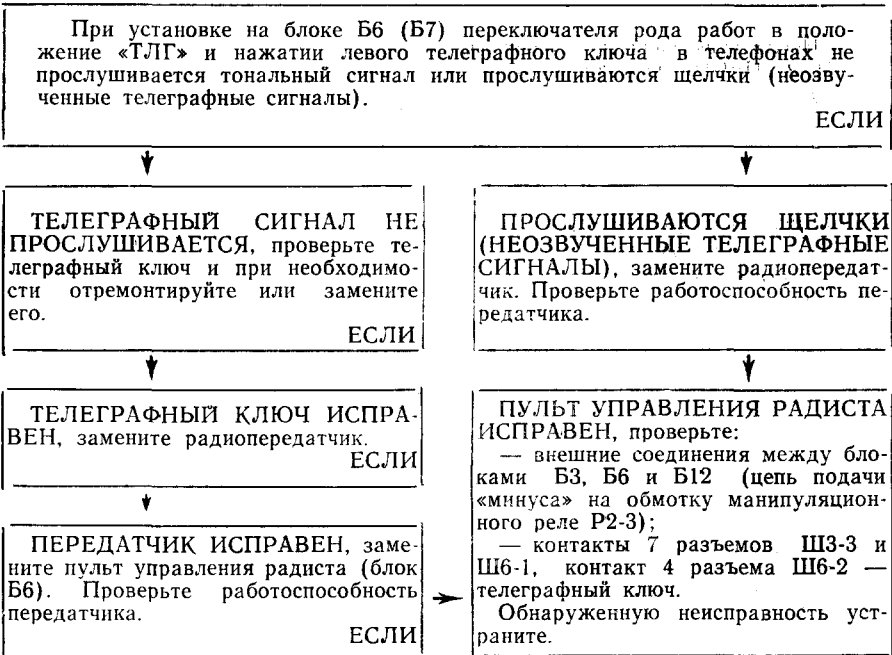 При установке на блоке Б6 (Б7) переключателя рода работ в поло-
жение «ТЛГ» и нажатии левого телеграфного ключа в телефонах не
прослушивается тональный сигнал или прослушиваются щелчки (неозву-
ченные телеграфные сигналы).
ЕСЛИ
ТЕЛЕГРАФНЫЙ СИГНАЛ НЕ
ПРОСЛУШИВАЕТСЯ, проверьте те-
леграфный ключ и при необходимо-
сти отремонтируйте или замените
его.
ЕСЛИ
ТЕЛЕГРАФНЫЙ КЛЮЧ ИСПРА-
ВЕН, замените радиопередатчик.
ЕСЛИ
ПЕРЕДАТЧИК ИСПРАВЕН, заме-
ните пульт управления радиста (блок
Б6). Проверьте работоспособность
передатчика.
ЕСЛИ
ПРОСЛУШИВАЮТСЯ ЩЕЛЧКИ
(НЕОЗВУЧЕННЫЕ ТЕЛЕГРАФНЫЕ
СИГНАЛЫ), замените радиопередат-
чик. Проверьте работоспособность пе-
редатчика.
ПУЛЬТ УПРАВЛЕНИЯ РАДИСТА
ИСПРАВЕН, проверьте:
— внешние соединения между бло-
ками Б3, Б6 и Б12 (цепь подачи
«минуса» на обмотку манипуляцион-
ного реле Р2-3);
— контакты 7 разъемов Ш3-3 и
Ш6-1, контакт 4 разъема Ш6-2 —
телеграфный ключ.
Обнаруженную неисправность уст-
раните.